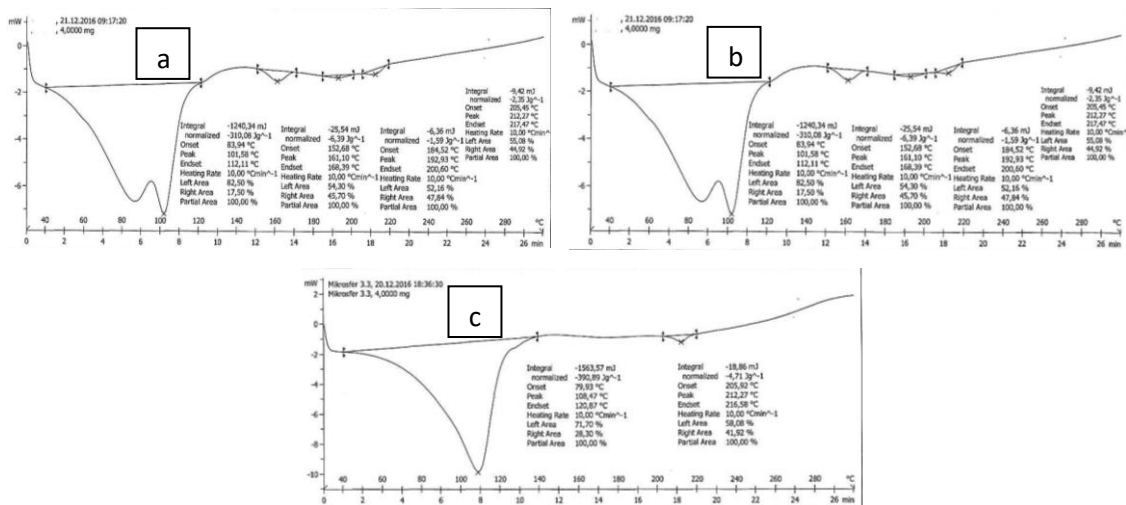 mW
, 21.12.2016 09:17:20
, 4,0000 mg
a
0
-2
-4
-6
Integral -1240,34 mJ
normalized -310,08 Jg^-1
Onset 83,94 °C
Peak 101,58 °C
Endset 112,11 °C
Heating Rate 10,00 °Cmin^-1
Left Area 82,50 %
Right Area 17,50 %
Partial Area 100,00 %
Integral -25,54 mJ
normalized -6,39 Jg^-1
Onset 152,68 °C
Peak 161,10 °C
Endset 168,39 °C
Heating Rate 10,00 °Cmin^-1
Left Area 54,30 %
Right Area 45,70 %
Partial Area 100,00 %
Integral -6,36 mJ
normalized -1,59 Jg^-1
Onset 184,52 °C
Peak 192,93 °C
Endset 200,60 °C
Heating Rate 10,00 °Cmin^-1
Left Area 52,16 %
Right Area 47,84 %
Partial Area 100,00 %
Integral -9,42 mJ
normalized -2,35 Jg^-1
Onset 205,45 °C
Peak 212,27 °C
Endset 217,47 °C
Heating Rate 10,00 °Cmin^-1
Left Area 55,08 %
Right Area 44,92 %
Partial Area 100,00 %
40 60 80 100 120 140 160 180 200 220 240 260 280 °C
0 2 4 6 8 10 12 14 16 18 20 22 24 26 min
mW
, 21.12.2016 09:17:20
, 4,0000 mg
b
0
-2
-4
-6
Integral -1240,34 mJ
normalized -310,08 Jg^-1
Onset 83,94 °C
Peak 101,58 °C
Endset 112,11 °C
Heating Rate 10,00 °Cmin^-1
Left Area 82,50 %
Right Area 17,50 %
Partial Area 100,00 %
Integral -25,54 mJ
normalized -6,39 Jg^-1
Onset 152,68 °C
Peak 161,10 °C
Endset 168,39 °C
Heating Rate 10,00 °Cmin^-1
Left Area 54,30 %
Right Area 45,70 %
Partial Area 100,00 %
Integral -6,36 mJ
normalized -1,59 Jg^-1
Onset 184,52 °C
Peak 192,93 °C
Endset 200,60 °C
Heating Rate 10,00 °Cmin^-1
Left Area 52,16 %
Right Area 47,84 %
Partial Area 100,00 %
Integral -9,42 mJ
normalized -2,35 Jg^-1
Onset 205,45 °C
Peak 212,27 °C
Endset 217,47 °C
Heating Rate 10,00 °Cmin^-1
Left Area 55,08 %
Right Area 44,92 %
Partial Area 100,00 %
40 60 80 100 120 140 160 180 200 220 240 260 280 °C
0 2 4 6 8 10 12 14 16 18 20 22 24 26 min
mW
Mikrosfer 3.3, 20.12.2016 18:36:30
Mikrosfer 3.3, 4,0000 mg
c
2
0
-2
-4
-6
-8
-10
Integral -1563,57 mJ
normalized -390,89 Jg^-1
Onset 79,93 °C
Peak 108,47 °C
Endset 120,87 °C
Heating Rate 10,00 °Cmin^-1
Left Area 71,70 %
Right Area 28,30 %
Partial Area 100,00 %
Integral -18,86 mJ
normalized -4,71 Jg^-1
Onset 205,92 °C
Peak 212,27 °C
Endset 216,58 °C
Heating Rate 10,00 °Cmin^-1
Left Area 58,08 %
Right Area 41,92 %
Partial Area 100,00 %
40 60 80 100 120 140 160 180 200 220 240 260 280 °C
0 2 4 6 8 10 12 14 16 18 20 22 24 26 min